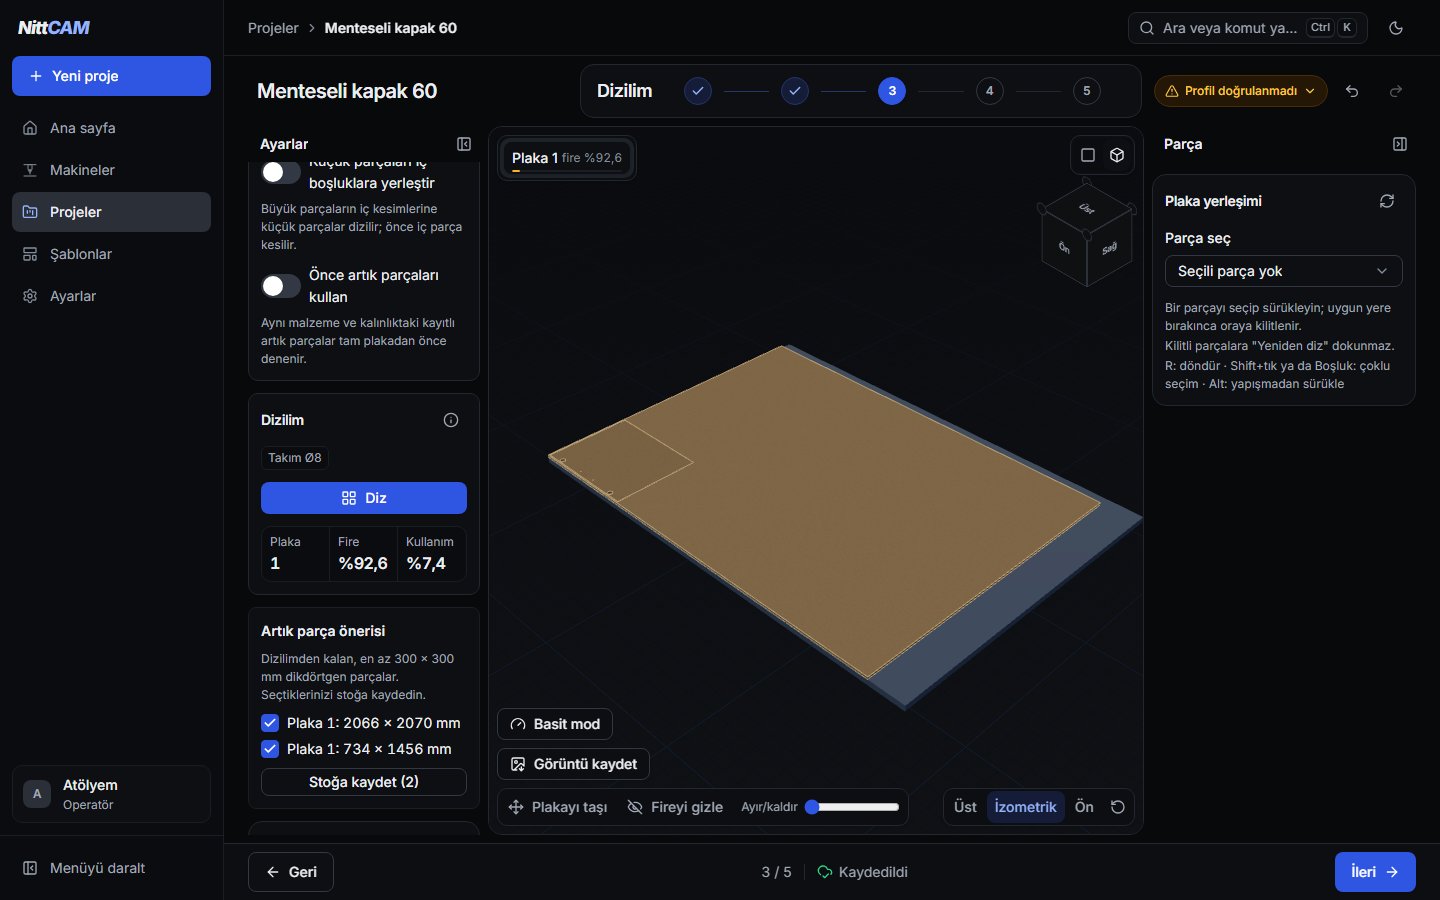 NittCAM
Yeni proje
Ana sayfa
Makineler
Projeler
Şablonlar
Ayarlar
A
Atölyem
Operatör
Menüyü daralt
Projeler > Menteseli kapak 60
Ara veya komut ya... Ctrl K
Menteseli kapak 60
Dizilim 3 4 5
Profil doğrulanmadı
Ayarlar
Küçük parçaları iç
boşluklara yerleştir
Büyük parçaların iç kesimlerine
küçük parçalar dizilir; önce iç parça
kesilir.
Önce artık parçaları
kullan
Aynı malzeme ve kalınlıktaki kayıtlı
artık parçalar tam plakadan önce
denenir.
Dizilim
Takım Ø8
Diz
Plaka Fire Kullanım
1 %92,6 %7,4
Artık parça önerisi
Dizilimden kalan, en az 300 × 300
mm dikdörtgen parçalar.
Seçtiklerinizi stoğa kaydedin.
Plaka 1: 2066 × 2070 mm
Plaka 1: 734 × 1456 mm
Stoğa kaydet (2)
Plaka 1 fire %92,6
Üst
Ön
Sağ
Basit mod
Görüntü kaydet
Plakayı taşı
Fireyi gizle
Ayır/kaldır
Üst
İzometrik
Ön
Parça
Plaka yerleşimi
Parça seç
Seçili parça yok
Bir parçayı seçip sürükleyin; uygun yere
bırakınca oraya kilitlenir.
Kilitli parçalara "Yeniden diz" dokunmaz.
R: döndür · Shift+tık ya da Boşluk: çoklu
seçim · Alt: yapışmadan sürükle
Geri
3 / 5
Kaydedildi
İleri